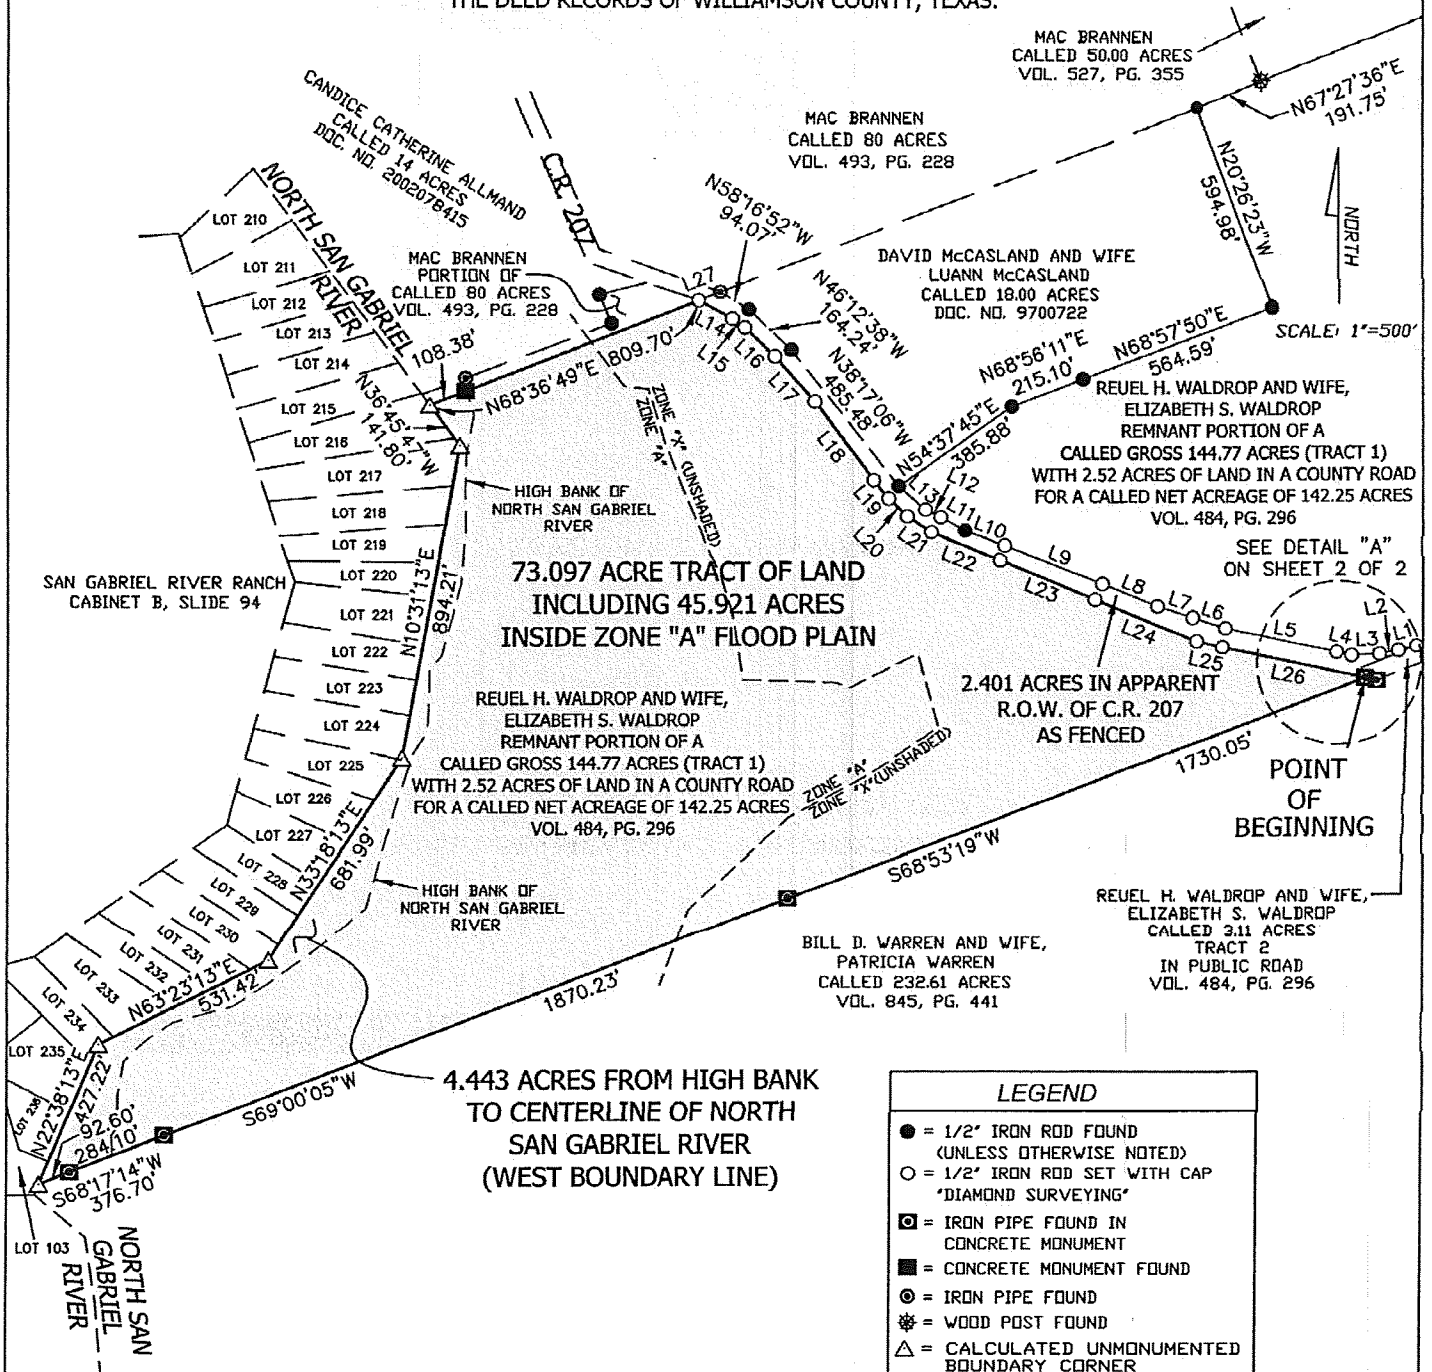 THE DEED RECORDS OF WILLIAMSON COUNTY, TEXAS.
MAC BRANNEN
CALLED 50.00 ACRES
VOL. 527, PG. 355
N67°27'36"E
191.75'
CANDICE CATHERINE ALLMAND
CALLED 14 ACRES
DOC. NO. 2002078415
C.R. 207
MAC BRANNEN
CALLED 80 ACRES
VOL. 493, PG. 228
N20°26'23"W
594.98'
NORTH
SCALE: 1"=500'
NORTH SAN GABRIEL
RIVER
MAC BRANNEN
PORTION OF
CALLED 80 ACRES
VOL. 493, PG. 228
N58°16'52"W
94.07'
DAVID McCASLAND AND WIFE
LUANN McCASLAND
CALLED 18.00 ACRES
DOC. NO. 9700722
N46°12'38"W
164.24'
N38°17'06"W
485.48'
N68°56'11"E
215.10'
N68°57'50"E
564.59'
N54°37'45"E
385.88'
REUEL H. WALDROP AND WIFE,
ELIZABETH S. WALDROP
REMNANT PORTION OF A
CALLED GROSS 144.77 ACRES (TRACT 1)
WITH 2.52 ACRES OF LAND IN A COUNTY ROAD
FOR A CALLED NET ACREAGE OF 142.25 ACRES
VOL. 484, PG. 296
SEE DETAIL "A"
ON SHEET 2 OF 2
LOT 210
LOT 211
LOT 212
LOT 213
LOT 214
LOT 215
LOT 216
LOT 217
LOT 218
LOT 219
LOT 220
LOT 221
LOT 222
LOT 223
LOT 224
LOT 225
LOT 226
LOT 227
LOT 228
LOT 229
LOT 230
LOT 231
LOT 232
LOT 233
LOT 234
LOT 235
LOT 103
108.38'
N68°36'49"E
809.70'
N36°45'47"W
141.80'
27
L14
L15
L16
L17
L18
L19
L20
L21
L22
L23
L24
L25
L26
L13
L12
L11
L10
L9
L8
L7
L6
L5
L4
L3
L2
L1
ZONE "X" (UNSHADED)
ZONE "A"
HIGH BANK OF
NORTH SAN GABRIEL
RIVER
SAN GABRIEL RIVER RANCH
CABINET B, SLIDE 94
N10°31'13"E
894.21'
73.097 ACRE TRACT OF LAND
INCLUDING 45.921 ACRES
INSIDE ZONE "A" FLOOD PLAIN
REUEL H. WALDROP AND WIFE,
ELIZABETH S. WALDROP
REMNANT PORTION OF A
CALLED GROSS 144.77 ACRES (TRACT 1)
WITH 2.52 ACRES OF LAND IN A COUNTY ROAD
FOR A CALLED NET ACREAGE OF 142.25 ACRES
VOL. 484, PG. 296
2.401 ACRES IN APPARENT
R.O.W. OF C.R. 207
AS FENCED
ZONE "A"
ZONE "X"(UNSHADED)
1730.05'
S68°53'19"W
POINT
OF
BEGINNING
N33°18'13"E
681.99'
HIGH BANK OF
NORTH SAN GABRIEL
RIVER
REUEL H. WALDROP AND WIFE,
ELIZABETH S. WALDROP
CALLED 3.11 ACRES
TRACT 2
IN PUBLIC ROAD
VOL. 484, PG. 296
BILL D. WARREN AND WIFE,
PATRICIA WARREN
CALLED 232.61 ACRES
VOL. 845, PG. 441
N63°23'13"E
531.42'
1870.23'
S69°00'05"W
N22°38'13"E
427.22'
92.60'
284/10'
S68°17'14"W
376.70'
4.443 ACRES FROM HIGH BANK
TO CENTERLINE OF NORTH
SAN GABRIEL RIVER
(WEST BOUNDARY LINE)
NORTH SAN
GABRIEL
RIVER
LEGEND
= 1/2" IRON ROD FOUND
(UNLESS OTHERWISE NOTED)
= 1/2" IRON ROD SET WITH CAP
"DIAMOND SURVEYING"
= IRON PIPE FOUND IN
CONCRETE MONUMENT
= CONCRETE MONUMENT FOUND
= IRON PIPE FOUND
= WOOD POST FOUND
= CALCULATED UNMONUMENTED
BOUNDARY CORNER